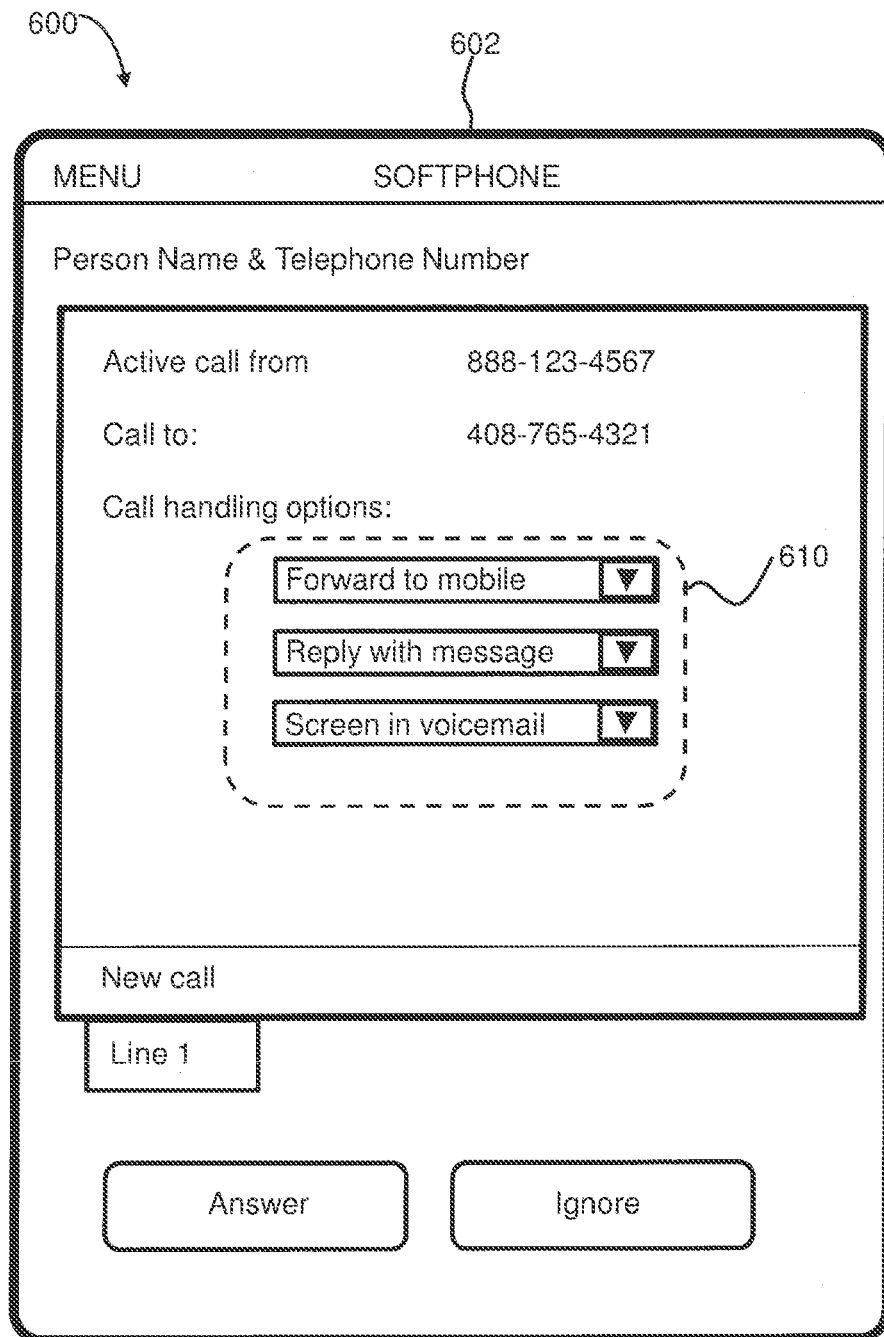 600
602
MENU SOFTPHONE
Person Name & Telephone Number
Active call from 888-123-4567
Call to: 408-765-4321
Call handling options:
610
Forward to mobile
Reply with message
Screen in voicemail
New call
Line 1
Answer Ignore